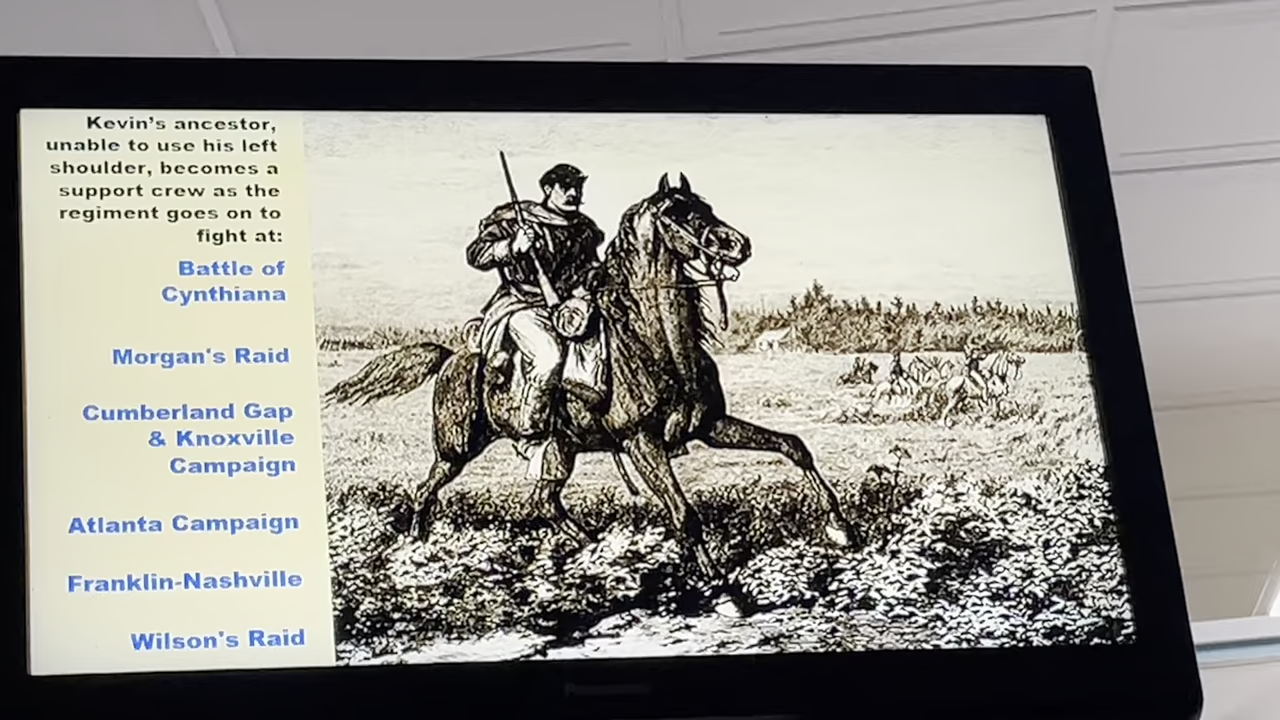 Kevin's ancestor,
unable to use his left
shoulder, becomes a
support crew as the
regiment goes on to
fight at:
Battle of
Cynthiana
Morgan's Raid
Cumberland Gap
& Knoxville
Campaign
Atlanta Campaign
Franklin-Nashville
Wilson's Raid